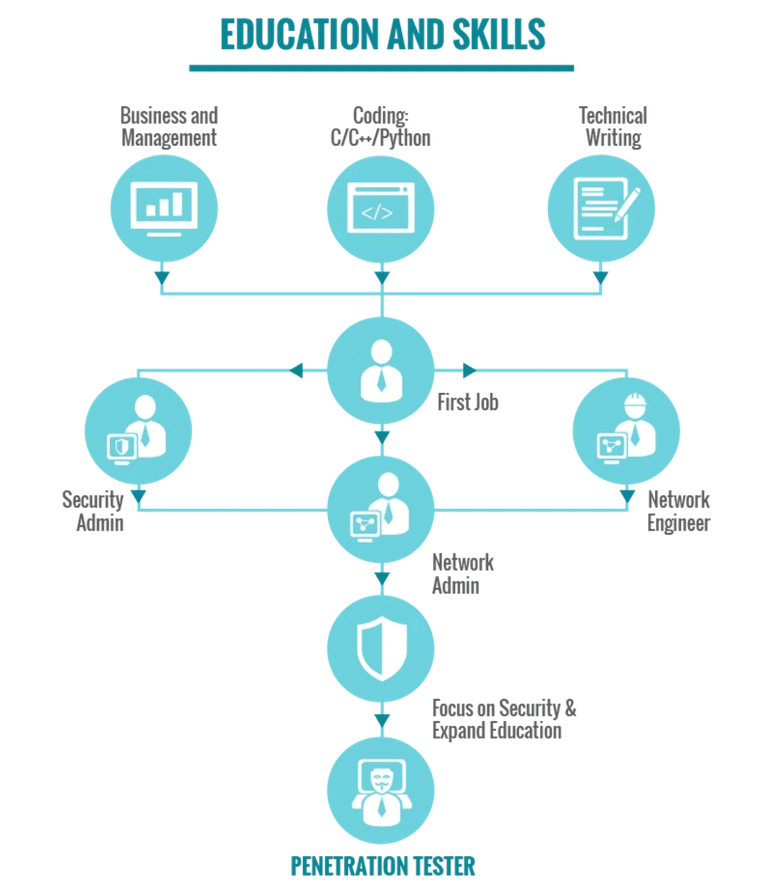 EDUCATION AND SKILLS
Business and
Management
Coding:
C/C++/Python
Technical
Writing
</>
First Job
Security
Admin
Network
Engineer
Network
Admin
Focus on Security &
Expand Education
PENETRATION TESTER